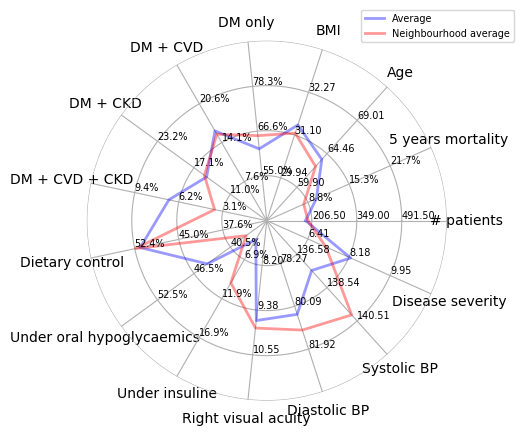 Average
Neighbourhood average
DM only
BMI
DM + CVD
Age
DM + CKD
5 years mortality
DM + CVD + CKD
# patients
Dietary control
Disease severity
Under oral hypoglycaemics
Systolic BP
Under insuline
Diastolic BP
Right visual acuity
78.3%
32.27
20.6%
69.01
66.6%
31.10
14.1%
23.2%
64.46
17.1%
21.7%
55.0%
29.94
7.6%
59.90
15.3%
11.0%
9.4%
6.2%
8.8%
3.1%
206.50
349.00
491.50
37.6%
45.0%
52.4%
6.41
8.18
9.95
40.5%
46.5%
52.5%
136.58
138.54
140.51
6.9%
11.9%
16.9%
8.20
9.38
10.55
78.27
80.09
81.92